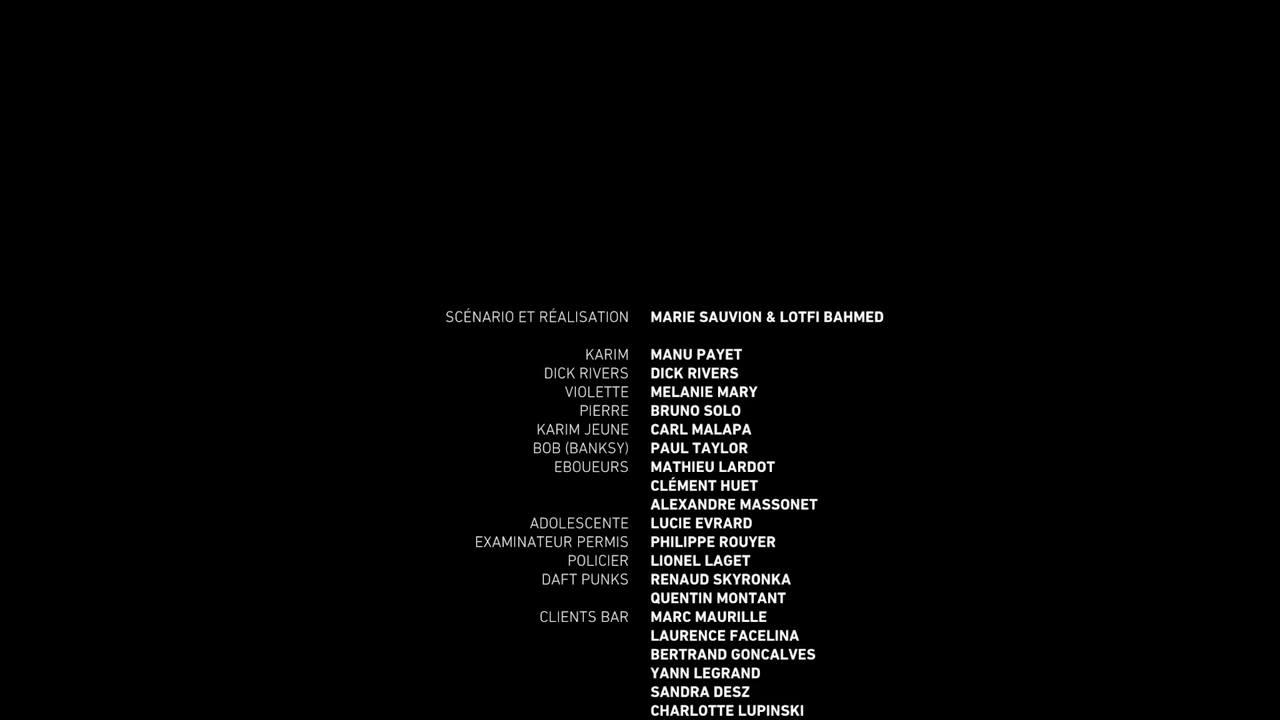 SCÉNARIO ET RÉALISATION MARIE SAUVION & LOTFI BAHMED
KARIM MANU PAYET
DICK RIVERS DICK RIVERS
VIOLETTE MELANIE MARY
PIERRE BRUNO SOLO
KARIM JEUNE CARL MALAPA
BOB (BANKSY) PAUL TAYLOR
EBOUEURS MATHIEU LARDOT
CLÉMENT HUET
ALEXANDRE MASSONET
ADOLESCENTE LUCIE EVRARD
EXAMINATEUR PERMIS PHILIPPE ROUYER
POLICIER LIONEL LAGET
DAFT PUNKS RENAUD SKYRONKA
QUENTIN MONTANT
CLIENTS BAR MARC MAURILLE
LAURENCE FACELINA
BERTRAND GONCALVES
YANN LEGRAND
SANDRA DESZ
CHARLOTTE LUPINSKI